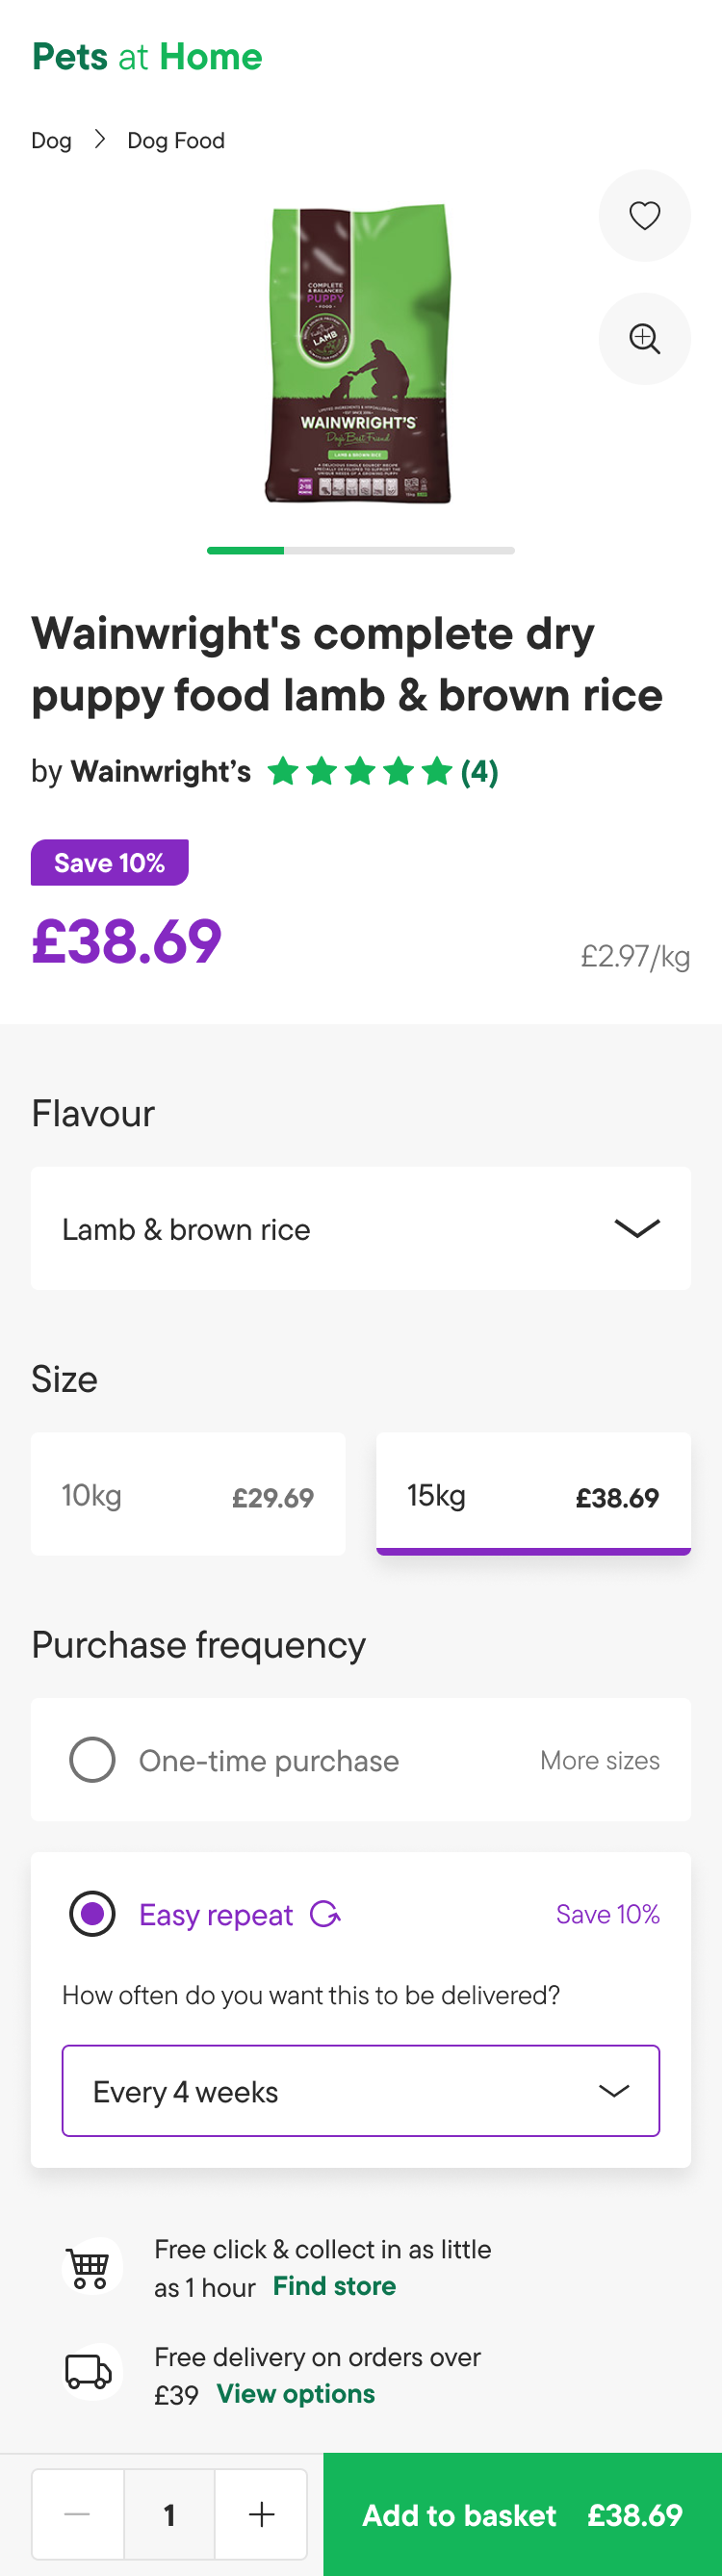 Pets at Home
Dog > Dog Food
COMPLETE
& BALANCED
PUPPY
FOOD
LAMB
WAINWRIGHT'S
Dog's Best Friend
LAMB & BROWN RICE
Wainwright's complete dry
puppy food lamb & brown rice
by Wainwright's (4)
Save 10%
£38.69
£2.97/kg
Flavour
Lamb & brown rice
Size
10kg £29.69
15kg £38.69
Purchase frequency
One-time purchase More sizes
Easy repeat Save 10%
How often do you want this to be delivered?
Every 4 weeks
Free click & collect in as little
as 1 hour Find store
Free delivery on orders over
£39 View options
1
Add to basket £38.69